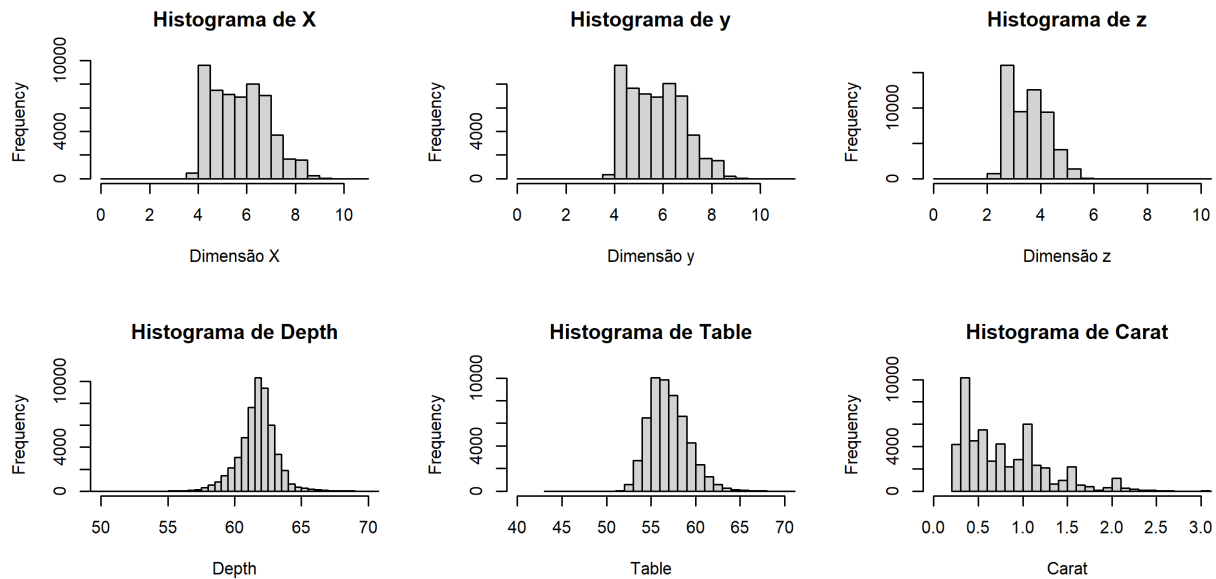 Histograma de X
Frequency
0
4000
10000
0 2 4 6 8 10
Dimensão X
Histograma de y
Frequency
0
4000
0 2 4 6 8 10
Dimensão y
Histograma de z
Frequency
0
10000
0 2 4 6 8 10
Dimensão z
Histograma de Depth
Frequency
0
4000
10000
50 55 60 65 70
Depth
Histograma de Table
Frequency
0
4000
10000
40 45 50 55 60 65 70
Table
Histograma de Carat
Frequency
0
4000
10000
0.0 0.5 1.0 1.5 2.0 2.5 3.0
Carat